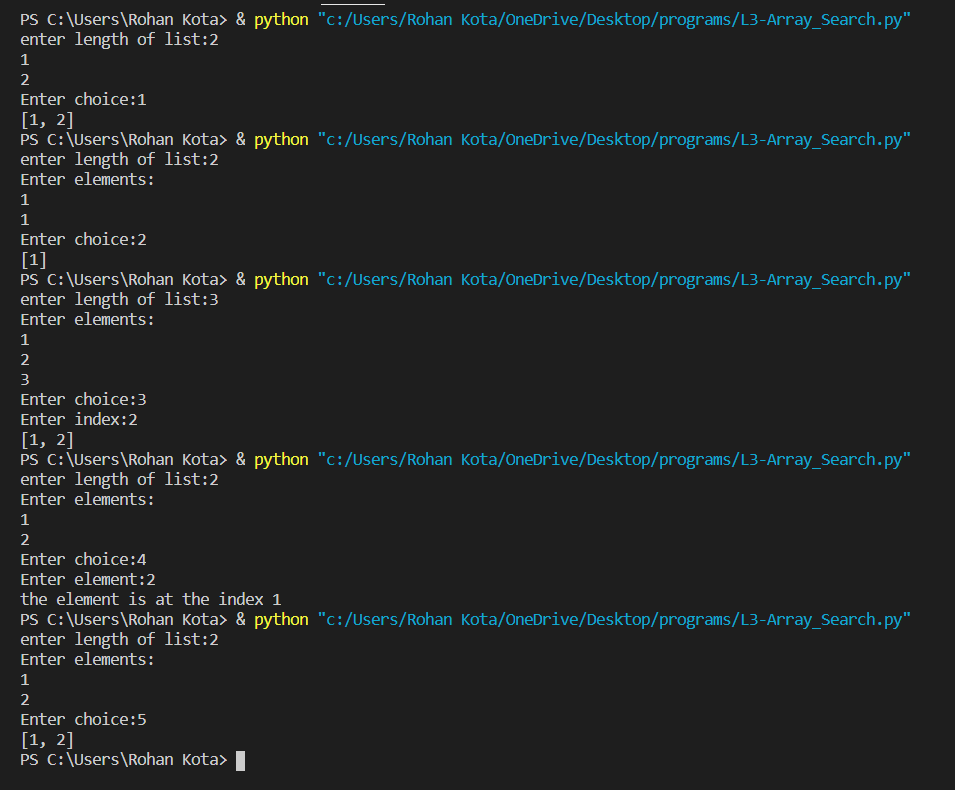 PS C:\Users\Rohan Kota> & python "c:/Users/Rohan Kota/OneDrive/Desktop/programs/L3-Array_Search.py"
enter length of list:2
1
2
Enter choice:1
[1, 2]
PS C:\Users\Rohan Kota> & python "c:/Users/Rohan Kota/OneDrive/Desktop/programs/L3-Array_Search.py"
enter length of list:2
Enter elements:
1
1
Enter choice:2
[1]
PS C:\Users\Rohan Kota> & python "c:/Users/Rohan Kota/OneDrive/Desktop/programs/L3-Array_Search.py"
enter length of list:3
Enter elements:
1
2
3
Enter choice:3
Enter index:2
[1, 2]
PS C:\Users\Rohan Kota> & python "c:/Users/Rohan Kota/OneDrive/Desktop/programs/L3-Array_Search.py"
enter length of list:2
Enter elements:
1
2
Enter choice:4
Enter element:2
the element is at the index 1
PS C:\Users\Rohan Kota> & python "c:/Users/Rohan Kota/OneDrive/Desktop/programs/L3-Array_Search.py"
enter length of list:2
Enter elements:
1
2
Enter choice:5
[1, 2]
PS C:\Users\Rohan Kota>